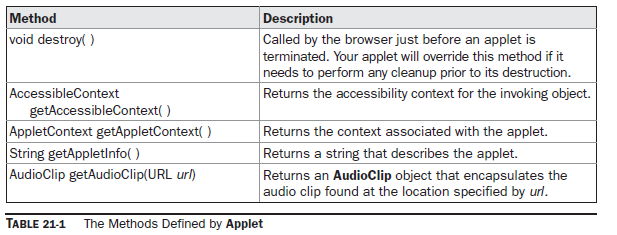 Method Description
void destroy( ) Called by the browser just before an applet is
terminated. Your applet will override this method if it
needs to perform any cleanup prior to its destruction.
AccessibleContext Returns the accessibility context for the invoking object.
getAccessibleContext( )
AppletContext getAppletContext( ) Returns the context associated with the applet.
String getAppletInfo( ) Returns a string that describes the applet.
AudioClip getAudioClip(URL url) Returns an AudioClip object that encapsulates the
audio clip found at the location specified by url.
TABLE 21-1 The Methods Defined by Applet